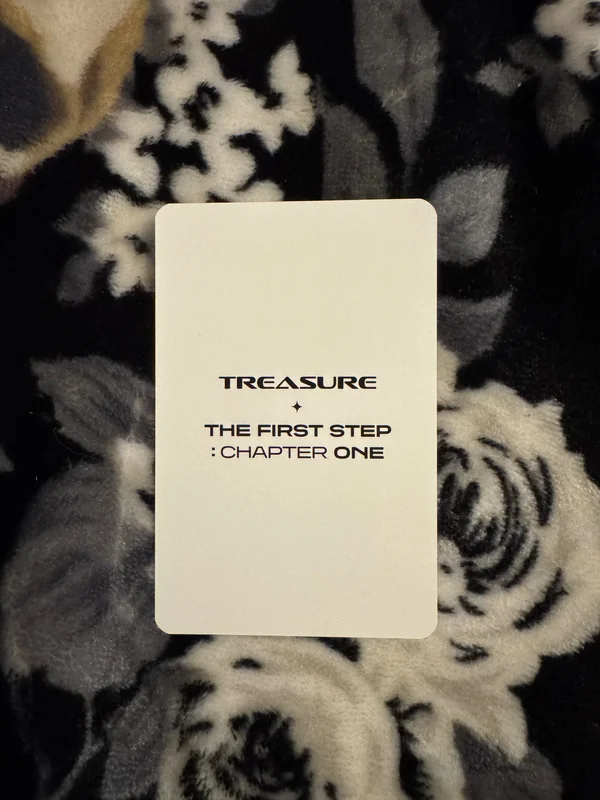 TREASURE
THE FIRST STEP
: CHAPTER ONE